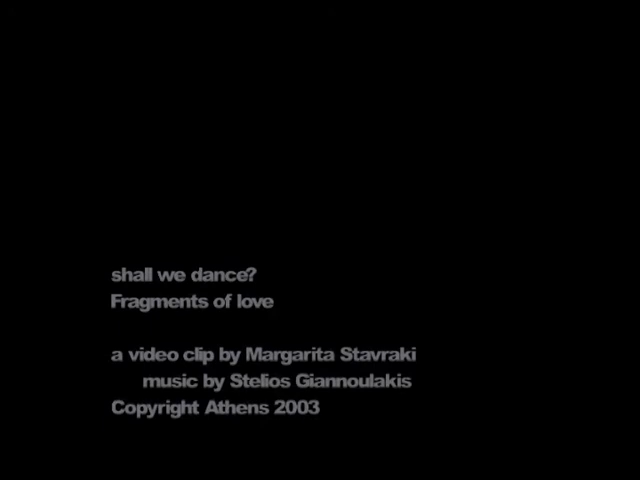 shall we dance?
Fragments of love
a video clip by Margarita Stavraki
music by Stelios Giannoulakis
Copyright Athens 2003